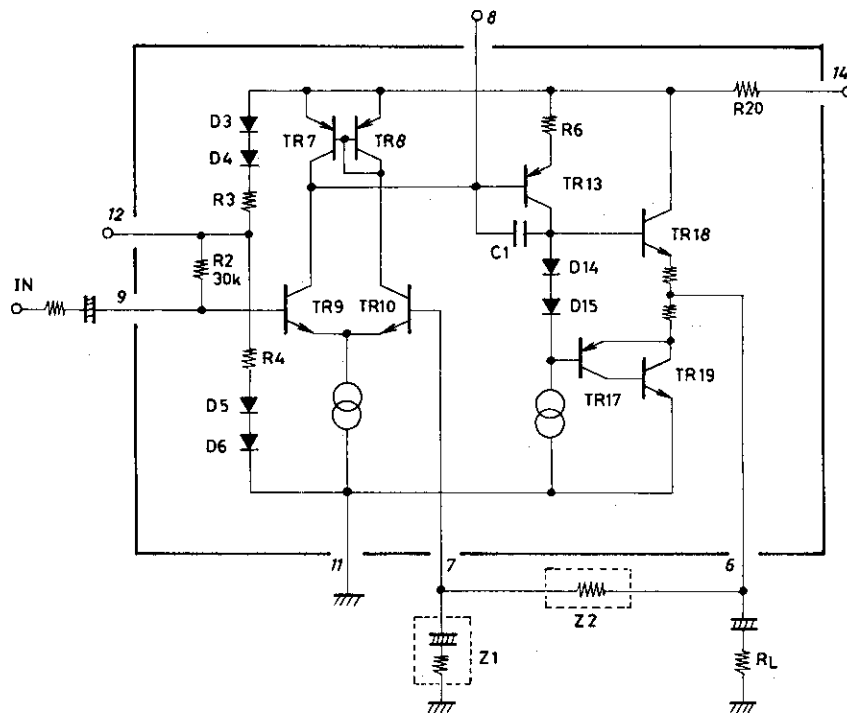 8
14
R20
D3
TR7
TR8
R6
D4
TR13
R3
12
R2
30k
C1
TR18
IN
9
D14
TR9
TR10
D15
R4
TR17
TR19
D5
D6
11
7
6
Z2
Z1
RL